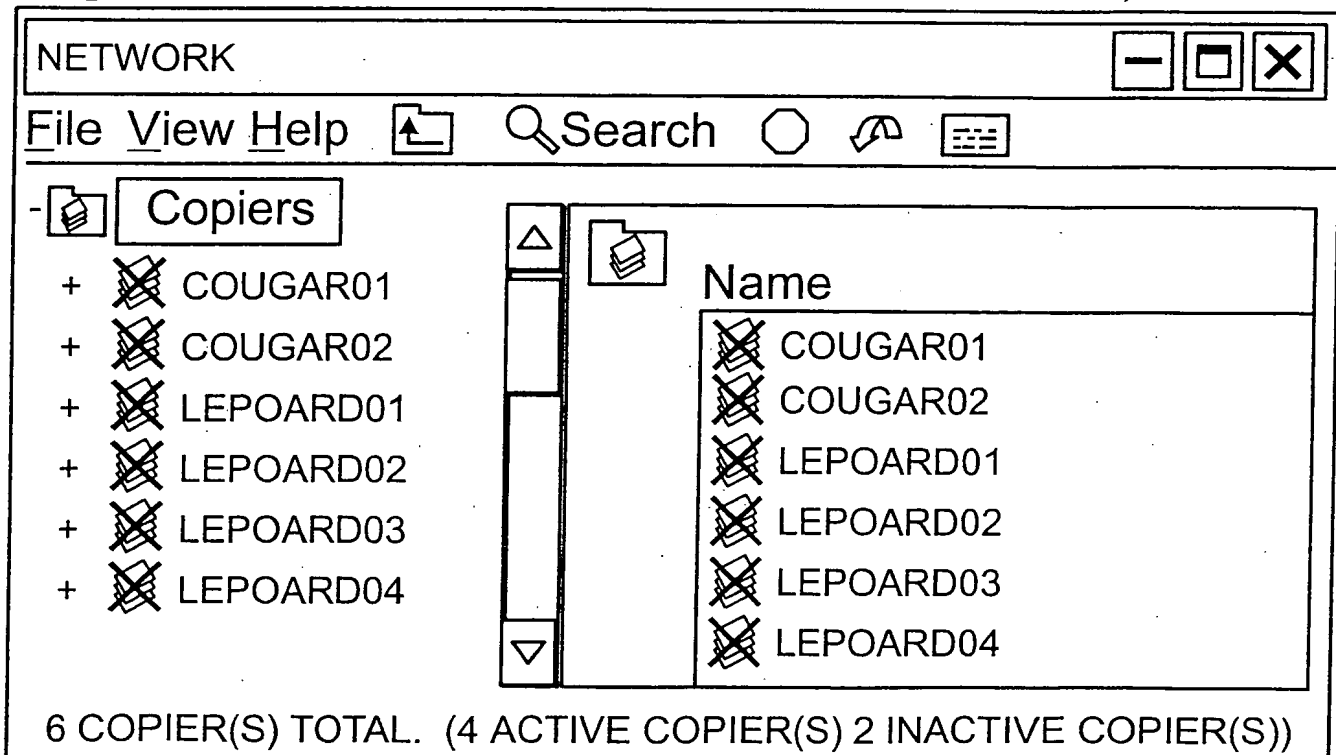 NETWORK
File View Help Search
- Copiers
+ COUGAR01
+ COUGAR02
+ LEPOARD01
+ LEPOARD02
+ LEPOARD03
+ LEPOARD04
Name
COUGAR01
COUGAR02
LEPOARD01
LEPOARD02
LEPOARD03
LEPOARD04
6 COPIER(S) TOTAL. (4 ACTIVE COPIER(S) 2 INACTIVE COPIER(S))